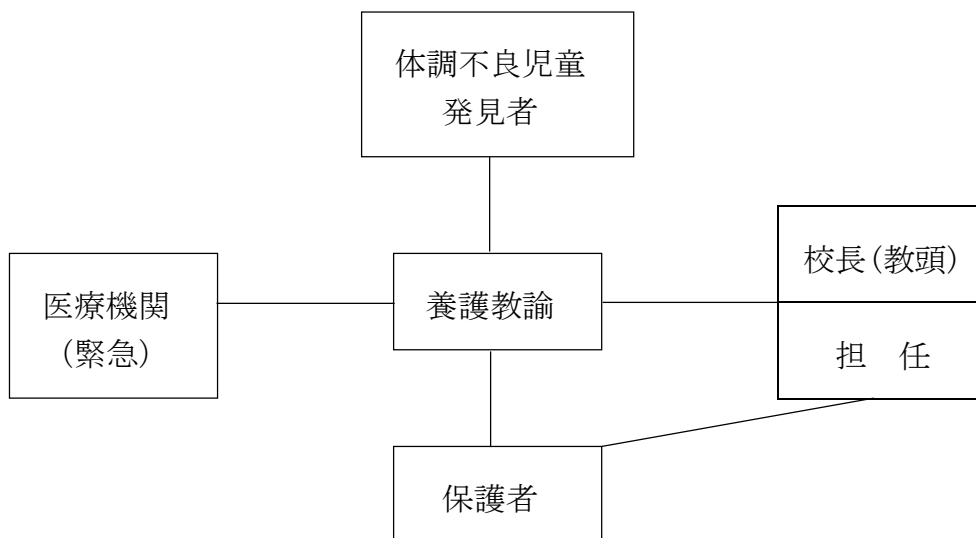 体調不良児童
発見者
校長(教頭)
医療機関
(緊急)
養護教諭
担　任
保護者